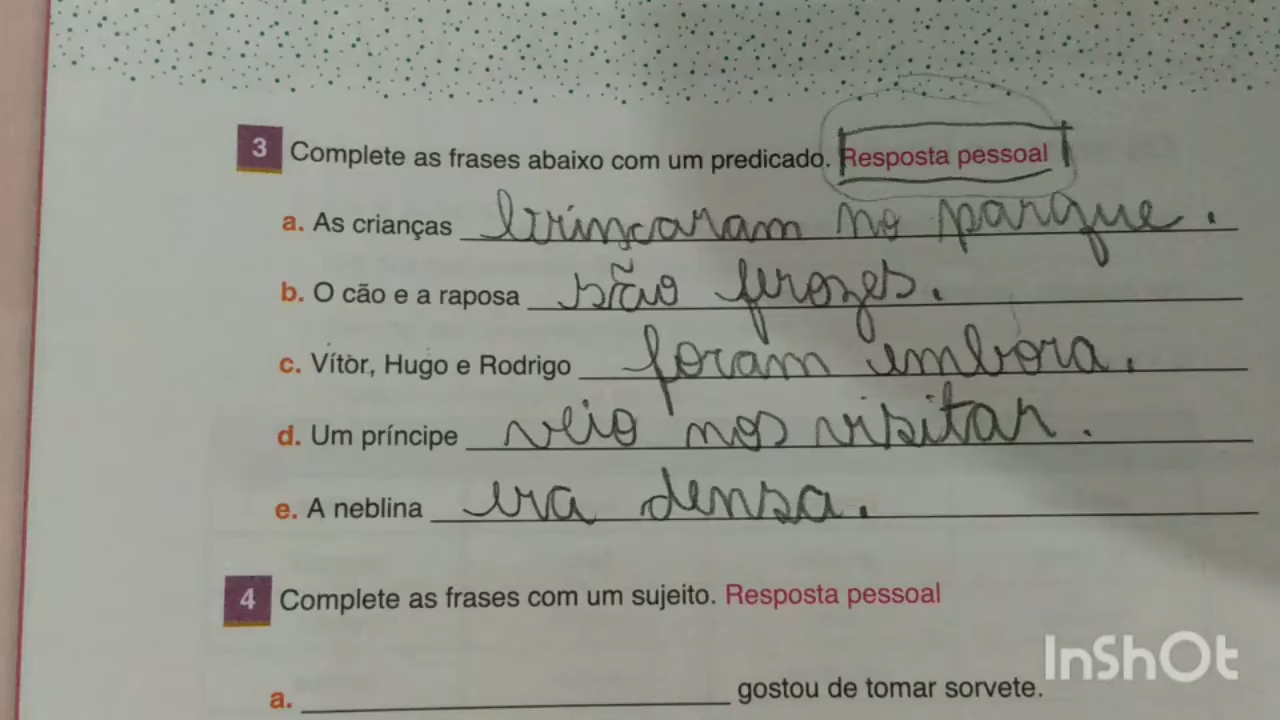 3 Complete as frases abaixo com um predicado. Resposta pessoal
a. As crianças brincaram no parque.
b. O cão e a raposa são ferozes.
c. Vítor, Hugo e Rodrigo foram embora.
d. Um príncipe veio nos visitar.
e. A neblina era densa.
4 Complete as frases com um sujeito. Resposta pessoal
a. gostou de tomar sorvete.
InShOt